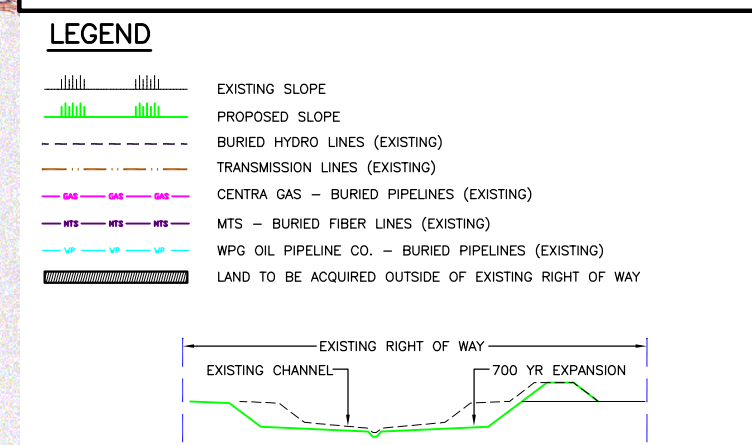 LEGEND
EXISTING SLOPE
PROPOSED SLOPE
BURIED HYDRO LINES (EXISTING)
TRANSMISSION LINES (EXISTING)
GAS GAS GAS CENTRA GAS – BURIED PIPELINES (EXISTING)
MTS MTS MTS MTS – BURIED FIBER LINES (EXISTING)
WP WP WP WPG OIL PIPELINE CO. – BURIED PIPELINES (EXISTING)
LAND TO BE ACQUIRED OUTSIDE OF EXISTING RIGHT OF WAY
EXISTING RIGHT OF WAY
EXISTING CHANNEL 700 YR EXPANSION